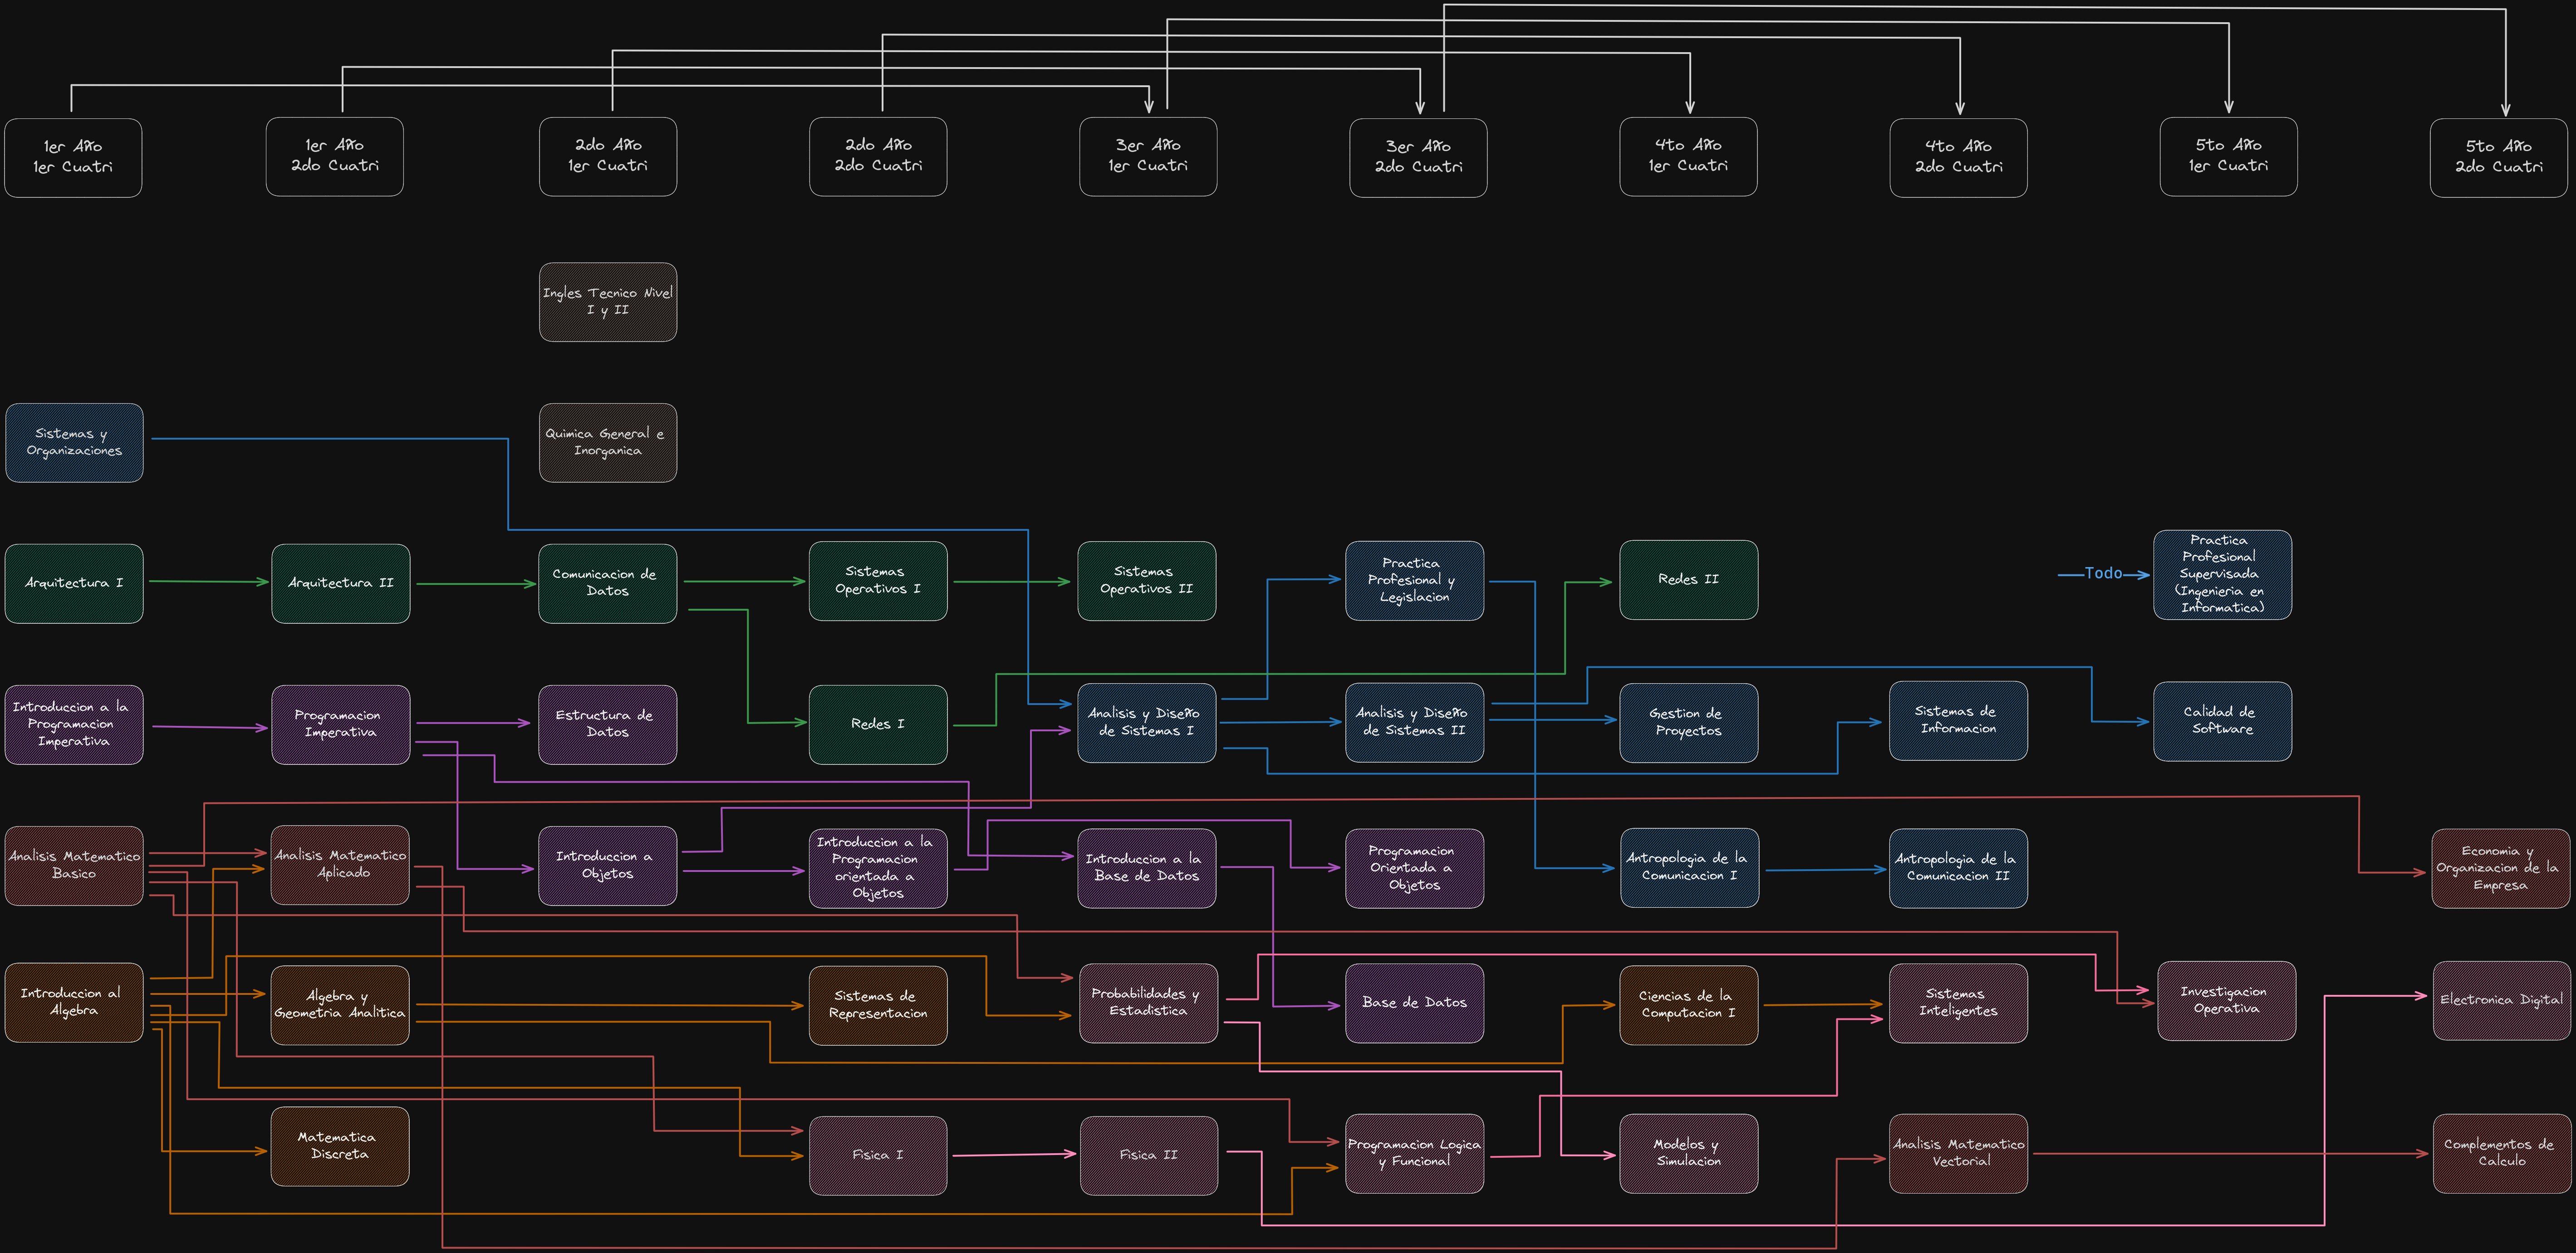 1er Año
1er Cuatri
1er Año
2do Cuatri
2do Año
1er Cuatri
2do Año
2do Cuatri
3er Año
1er Cuatri
3er Año
2do Cuatri
4to Año
1er Cuatri
4to Año
2do Cuatri
5to Año
1er Cuatri
5to Año
2do Cuatri
Ingles Tecnico Nivel
I y II
Sistemas y
Organizaciones
Quimica General e
Inorganica
Arquitectura I
Arquitectura II
Comunicacion de
Datos
Sistemas
Operativos I
Sistemas
Operativos II
Practica
Profesional y
Legislacion
Redes II
Todo
Practica
Profesional
Supervisada
(Ingenieria en
Informatica)
Introduccion a la
Programacion
Imperativa
Programacion
Imperativa
Estructura de
Datos
Redes I
Analisis y Diseño
de Sistemas I
Analisis y Diseño
de Sistemas II
Gestion de
Proyectos
Sistemas de
Informacion
Calidad de
Software
Analisis Matematico
Basico
Analisis Matematico
Aplicado
Introduccion a
Objetos
Introduccion a la
Programacion
orientada a
Objetos
Introduccion a la
Base de Datos
Programacion
Orientada a
Objetos
Antropologia de la
Comunicacion I
Antropologia de la
Comunicacion II
Economia y
Organizacion de la
Empresa
Introduccion al
Algebra
Algebra y
Geometria Analitica
Sistemas de
Representacion
Probabilidades y
Estadistica
Base de Datos
Ciencias de la
Computacion I
Sistemas
Inteligentes
Investigacion
Operativa
Electronica Digital
Matematica
Discreta
Fisica I
Fisica II
Programacion Logica
y Funcional
Modelos y
Simulacion
Analisis Matematico
Vectorial
Complementos de
Calculo